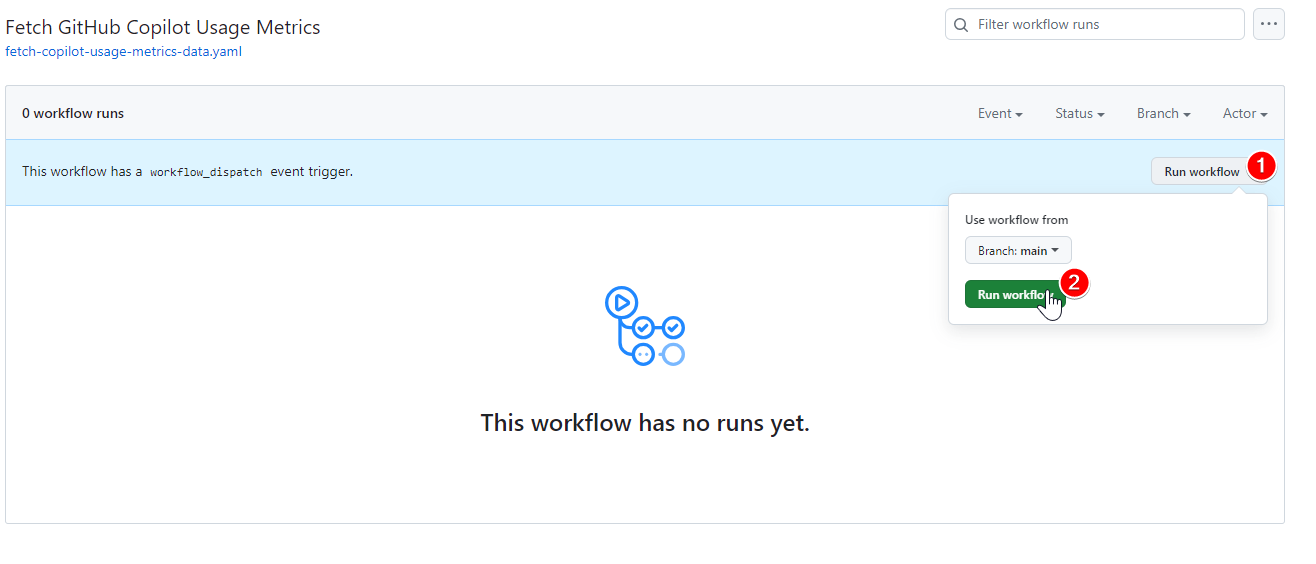 Fetch GitHub Copilot Usage Metrics
Filter workflow runs
fetch-copilot-usage-metrics-data.yaml
0 workflow runs
Event
Status
Branch
Actor
This workflow has a workflow_dispatch event trigger.
Run workflow
1
Use workflow from
Branch: main
Run workflow
2
This workflow has no runs yet.